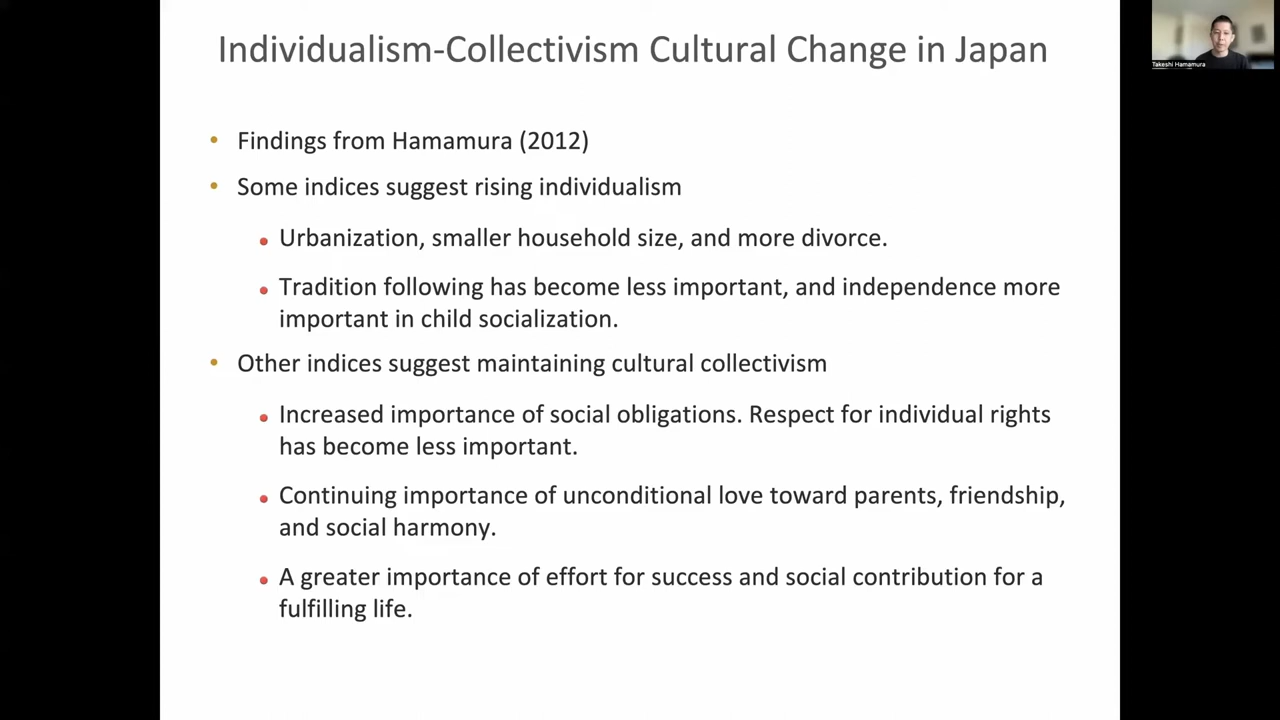 Individualism-Collectivism Cultural Change in Japan
Takeshi Hamamura
• Findings from Hamamura (2012)
• Some indices suggest rising individualism
• Urbanization, smaller household size, and more divorce.
• Tradition following has become less important, and independence more
important in child socialization.
• Other indices suggest maintaining cultural collectivism
• Increased importance of social obligations. Respect for individual rights
has become less important.
• Continuing importance of unconditional love toward parents, friendship,
and social harmony.
• A greater importance of effort for success and social contribution for a
fulfilling life.